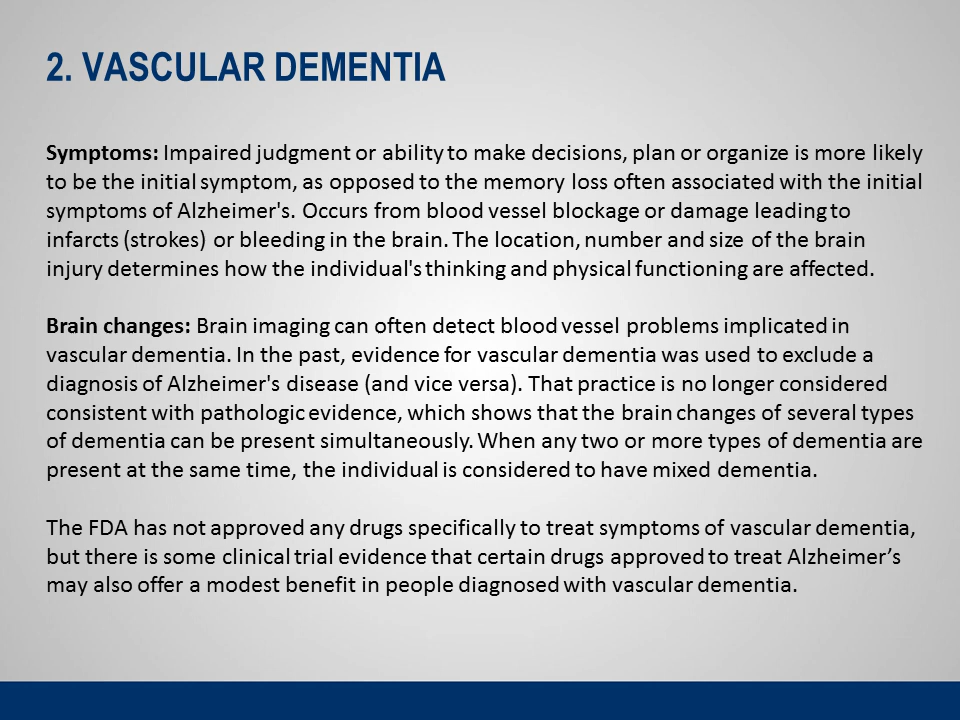 2. VASCULAR DEMENTIA
Symptoms: Impaired judgment or ability to make decisions, plan or organize is more likely
to be the initial symptom, as opposed to the memory loss often associated with the initial
symptoms of Alzheimer's. Occurs from blood vessel blockage or damage leading to
infarcts (strokes) or bleeding in the brain. The location, number and size of the brain
injury determines how the individual's thinking and physical functioning are affected.
Brain changes: Brain imaging can often detect blood vessel problems implicated in
vascular dementia. In the past, evidence for vascular dementia was used to exclude a
diagnosis of Alzheimer's disease (and vice versa). That practice is no longer considered
consistent with pathologic evidence, which shows that the brain changes of several types
of dementia can be present simultaneously. When any two or more types of dementia are
present at the same time, the individual is considered to have mixed dementia.
The FDA has not approved any drugs specifically to treat symptoms of vascular dementia,
but there is some clinical trial evidence that certain drugs approved to treat Alzheimer’s
may also offer a modest benefit in people diagnosed with vascular dementia.